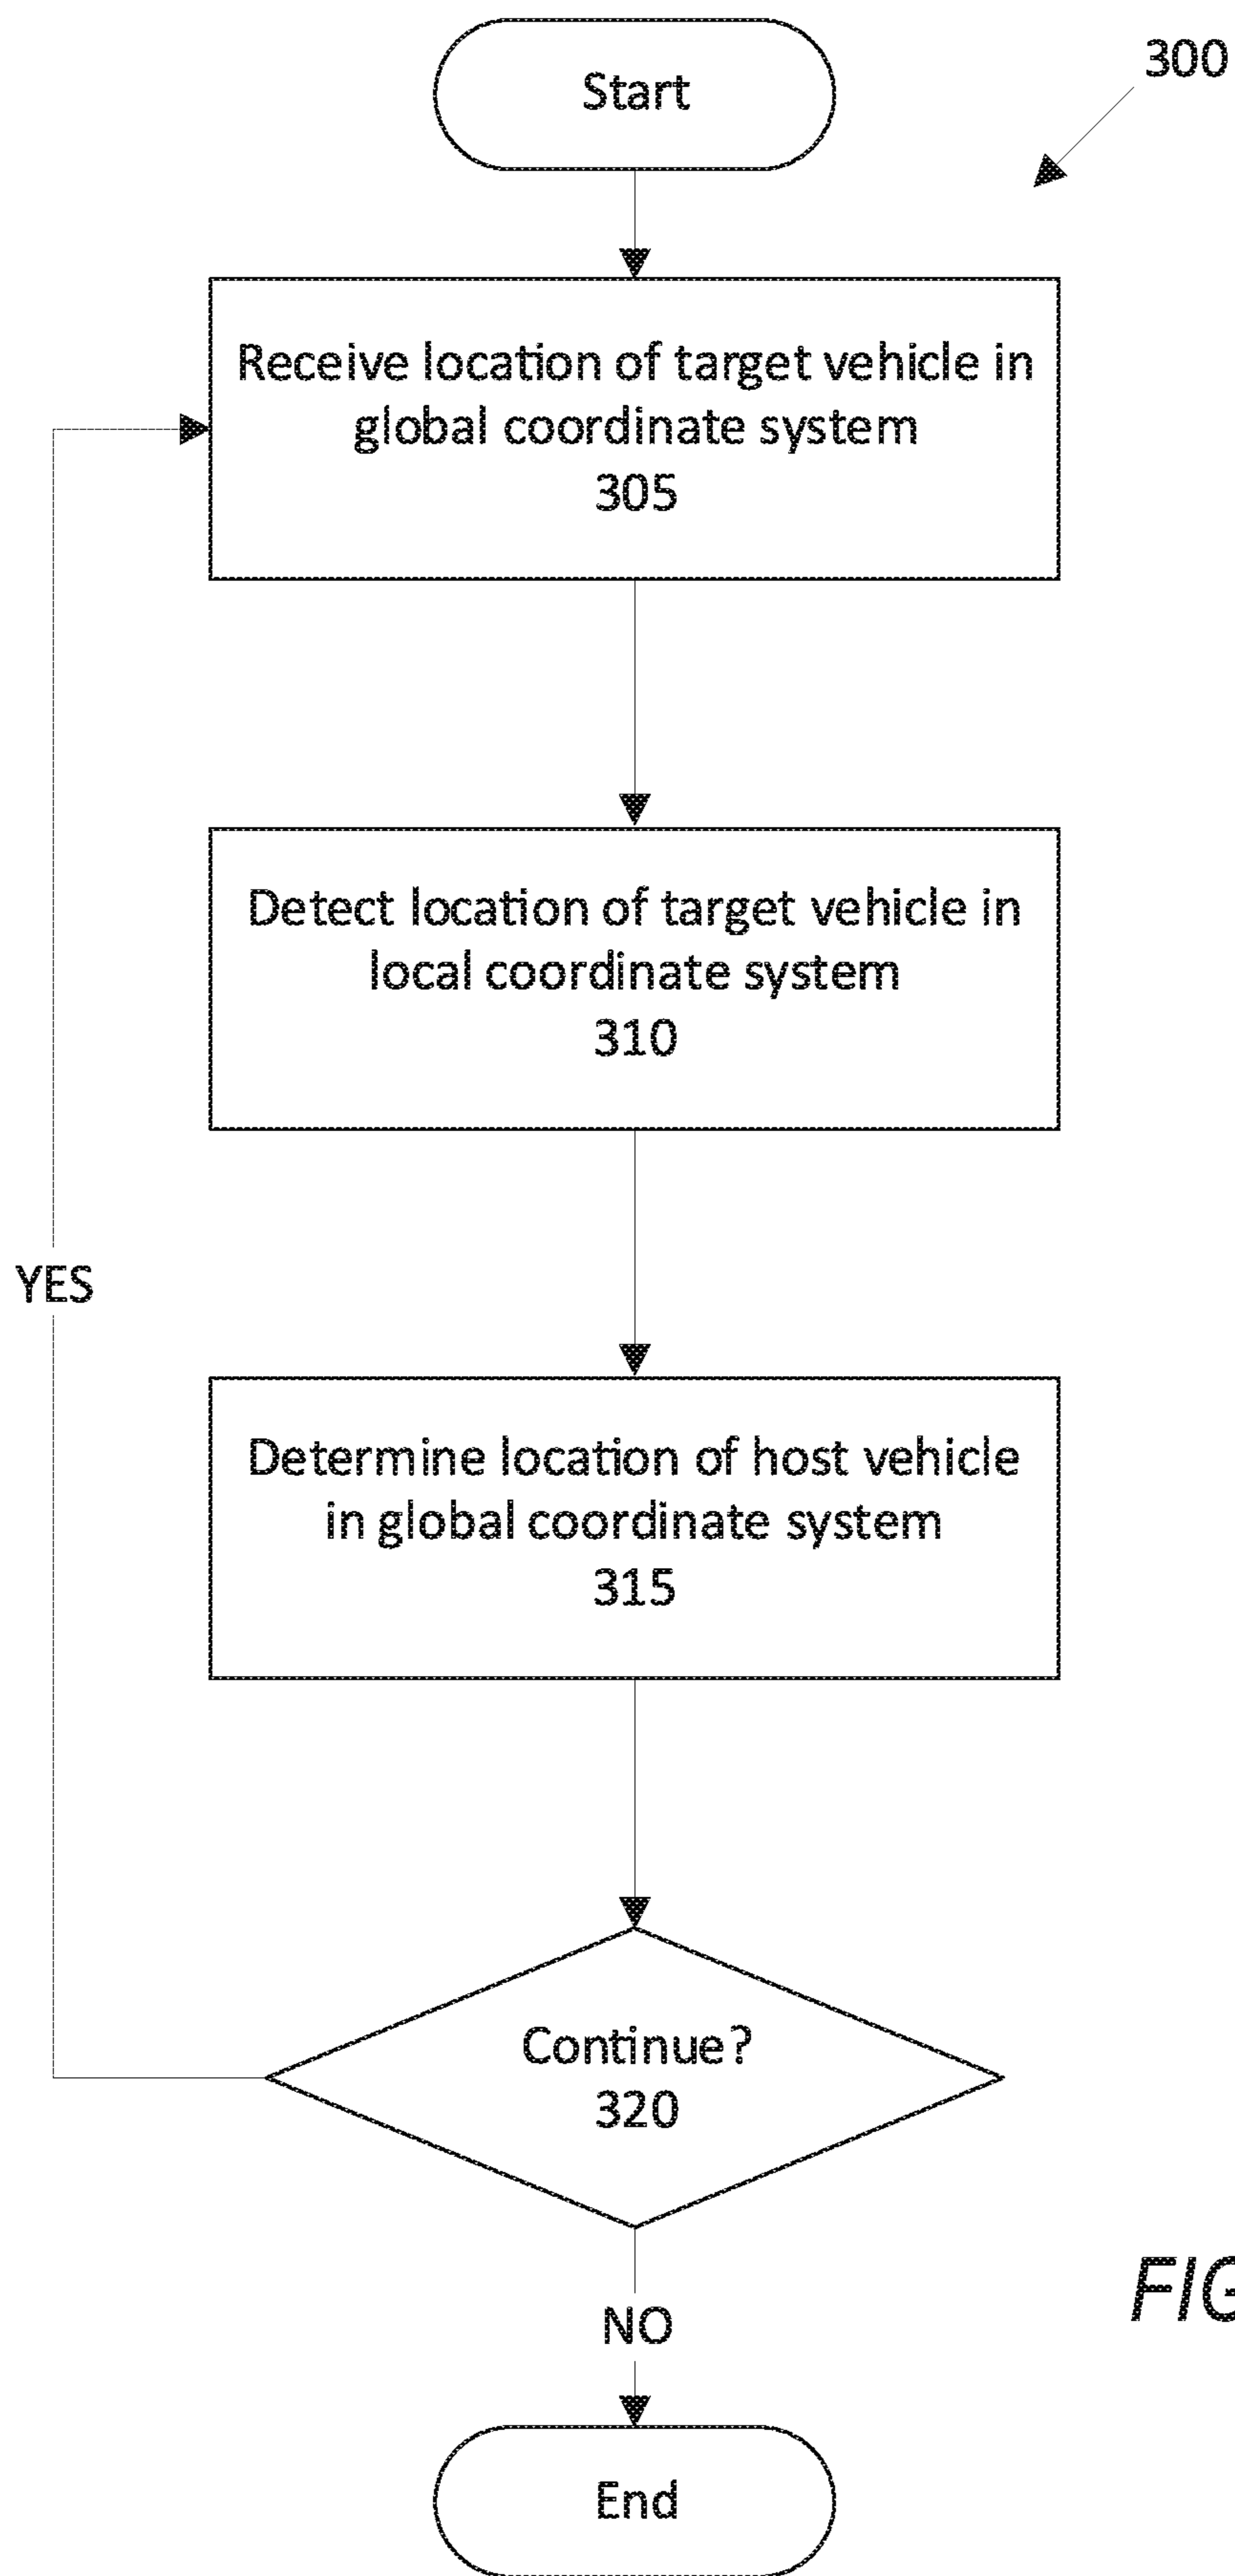 Start
300
Receive location of target vehicle in
global coordinate system
305
Detect location of target vehicle in
local coordinate system
310
YES
Determine location of host vehicle
in global coordinate system
315
Continue?
320
NO
FIG
End